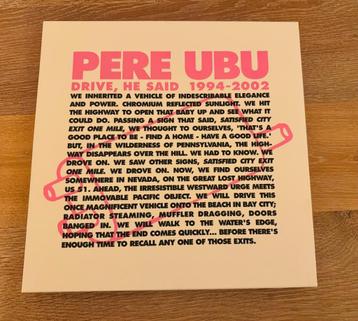 PERE UBU
DRIVE, HE SAID 1994-2002
WE INHERITED A VEHICLE OF INDESCRIBABLE ELEGANCE
AND POWER. CHROMIUM REFLECTED SUNLIGHT. WE HIT
THE HIGHWAY TO OPEN THAT BABY UP AND SEE WHAT IT
COULD DO. PASSING A SIGN THAT SAID, SATISFIED CITY
EXIT ONE MILE, WE THOUGHT TO OURSELVES, 'THAT'S A
GOOD PLACE TO BE - FIND A HOME - HAVE A GOOD LIFE.'
BUT, IN THE WILDERNESS OF PENNSYLVANIA, THE HIGH-
WAY DISAPPEARS OVER THE HILL. WE HAD TO KNOW. WE
DROVE ON. WE SAW OTHER SIGNS, SATISFIED CITY EXIT
ONE MILE. WE DROVE ON. NOW, WE FIND OURSELVES
SOMEWHERE IN NEVADA, ON THE GREAT LOST HIGHWAY,
US 51. AHEAD, THE IRRESISTIBLE WESTWARD URGE MEETS
THE IMMOVABLE PACIFIC OBJECT. WE WILL DRIVE THIS
ONCE MAGNIFICENT VEHICLE ONTO THE BEACH IN BAY CITY;
RADIATOR STEAMING, MUFFLER DRAGGING, DOORS
BANGED IN. WE WILL WALK TO THE WATER'S EDGE,
HOPING THAT THE END COMES QUICKLY... BEFORE THERE'S
ENOUGH TIME TO RECALL ANY ONE OF THOSE EXITS.